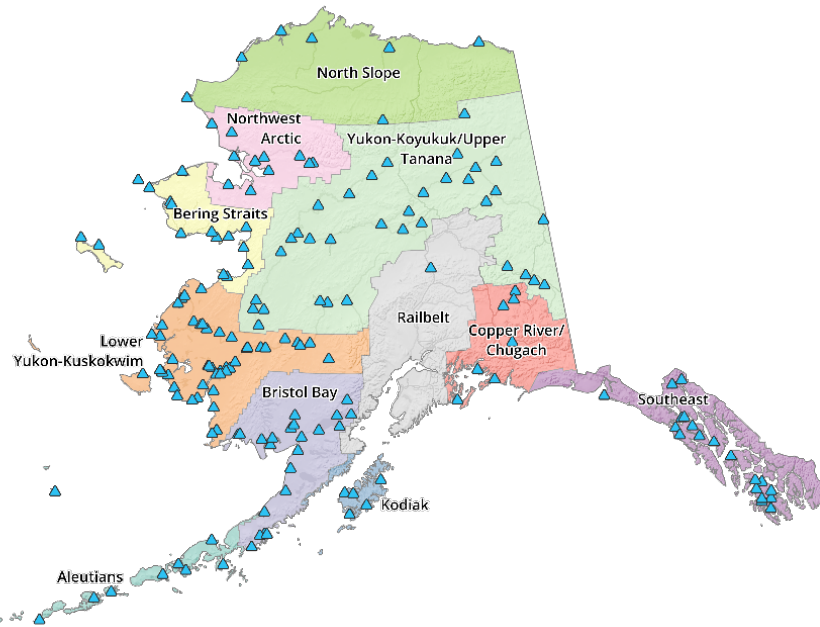 North Slope
Northwest
Arctic
Yukon-Koyukuk/Upper
Tanana
Bering Straits
Railbelt
Copper River/
Chugach
Lower
Yukon-Kuskokwim
Bristol Bay
Southeast
Kodiak
Aleutians